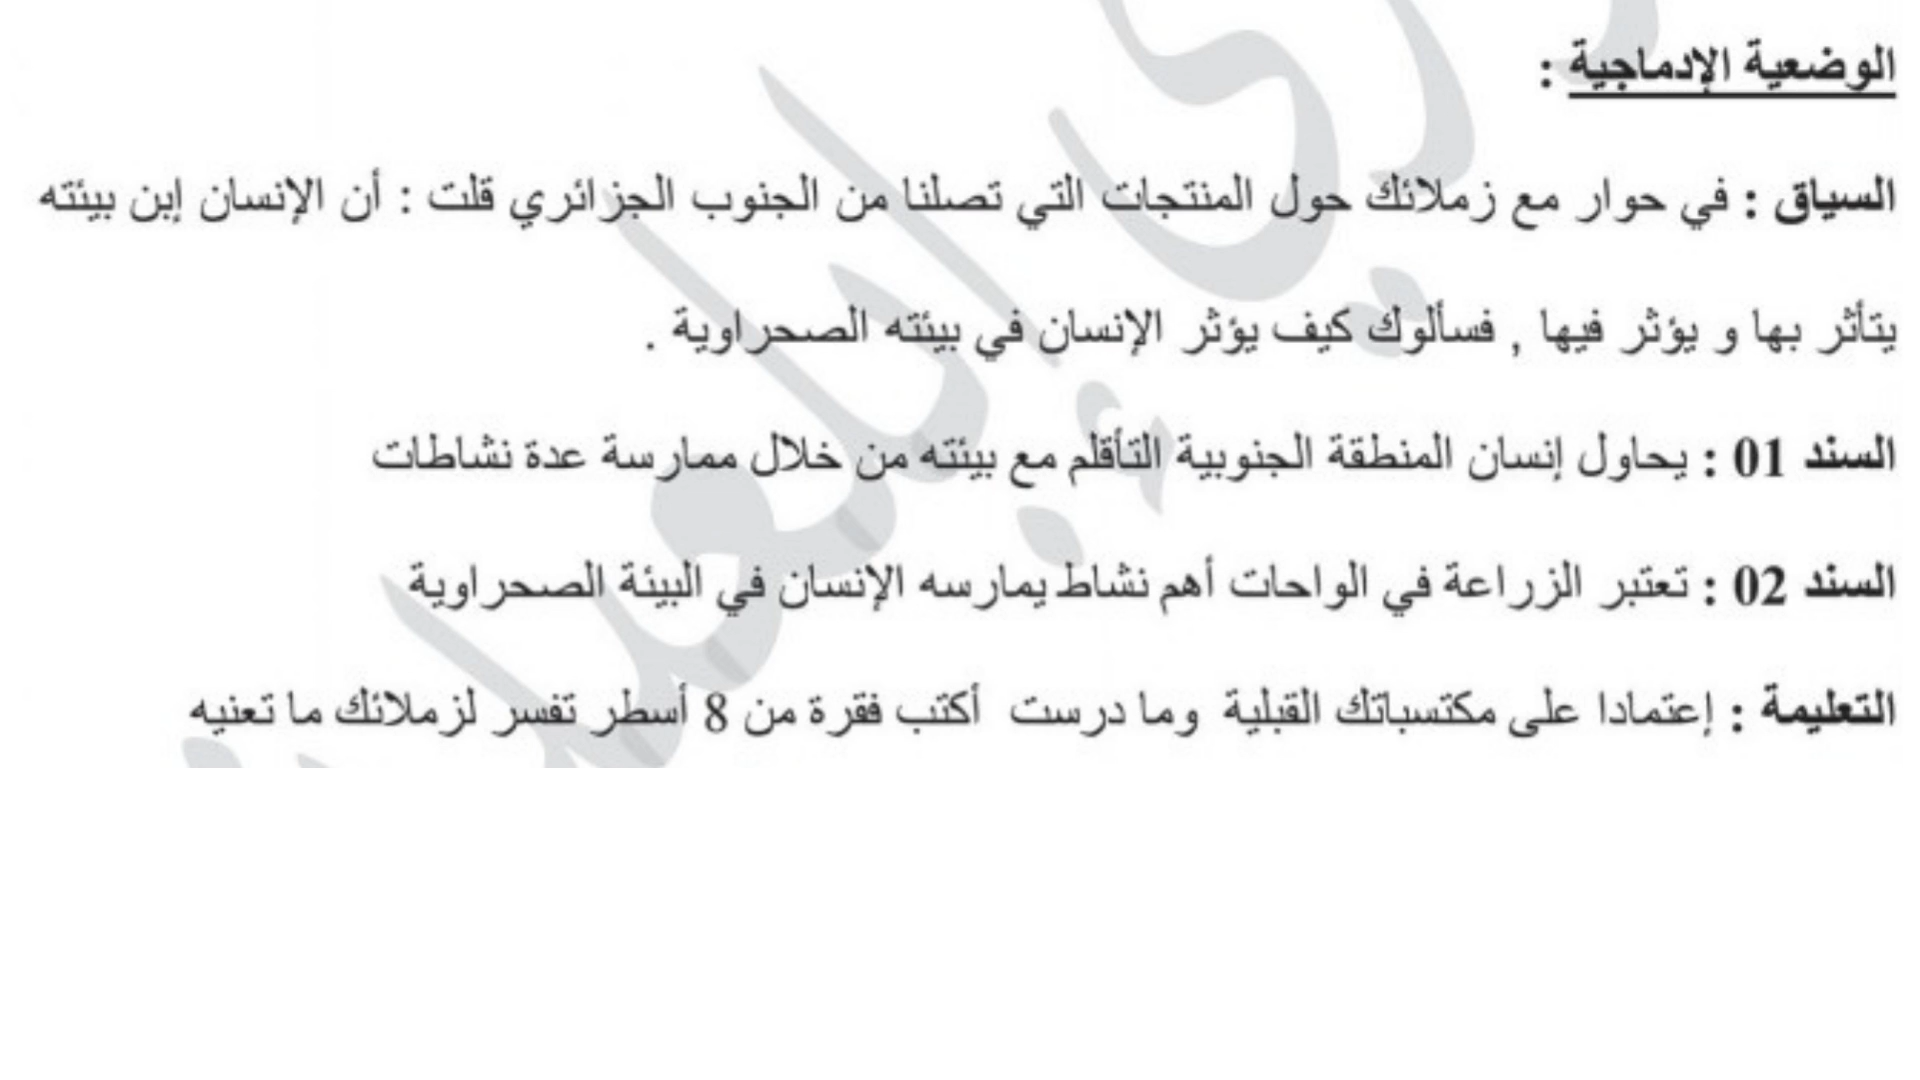 الوضعية الإدماجية :
السياق : في حوار مع زملائك حول المنتجات التي تصلنا من الجنوب الجزائري قلت : أن الإنسان إبن بيئته
يتأثر بها و يؤثر فيها , فسألوك كيف يؤثر الإنسان في بيئته الصحراوية .
السند 01 : يحاول إنسان المنطقة الجنوبية التأقلم مع بيئته من خلال ممارسة عدة نشاطات
السند 02 : تعتبر الزراعة في الواحات أهم نشاط يمارسه الإنسان في البيئة الصحراوية
التعليمة : إعتمادا على مكتسباتك القبلية وما درست أكتب فقرة من 8 أسطر تفسر لزملائك ما تعنيه